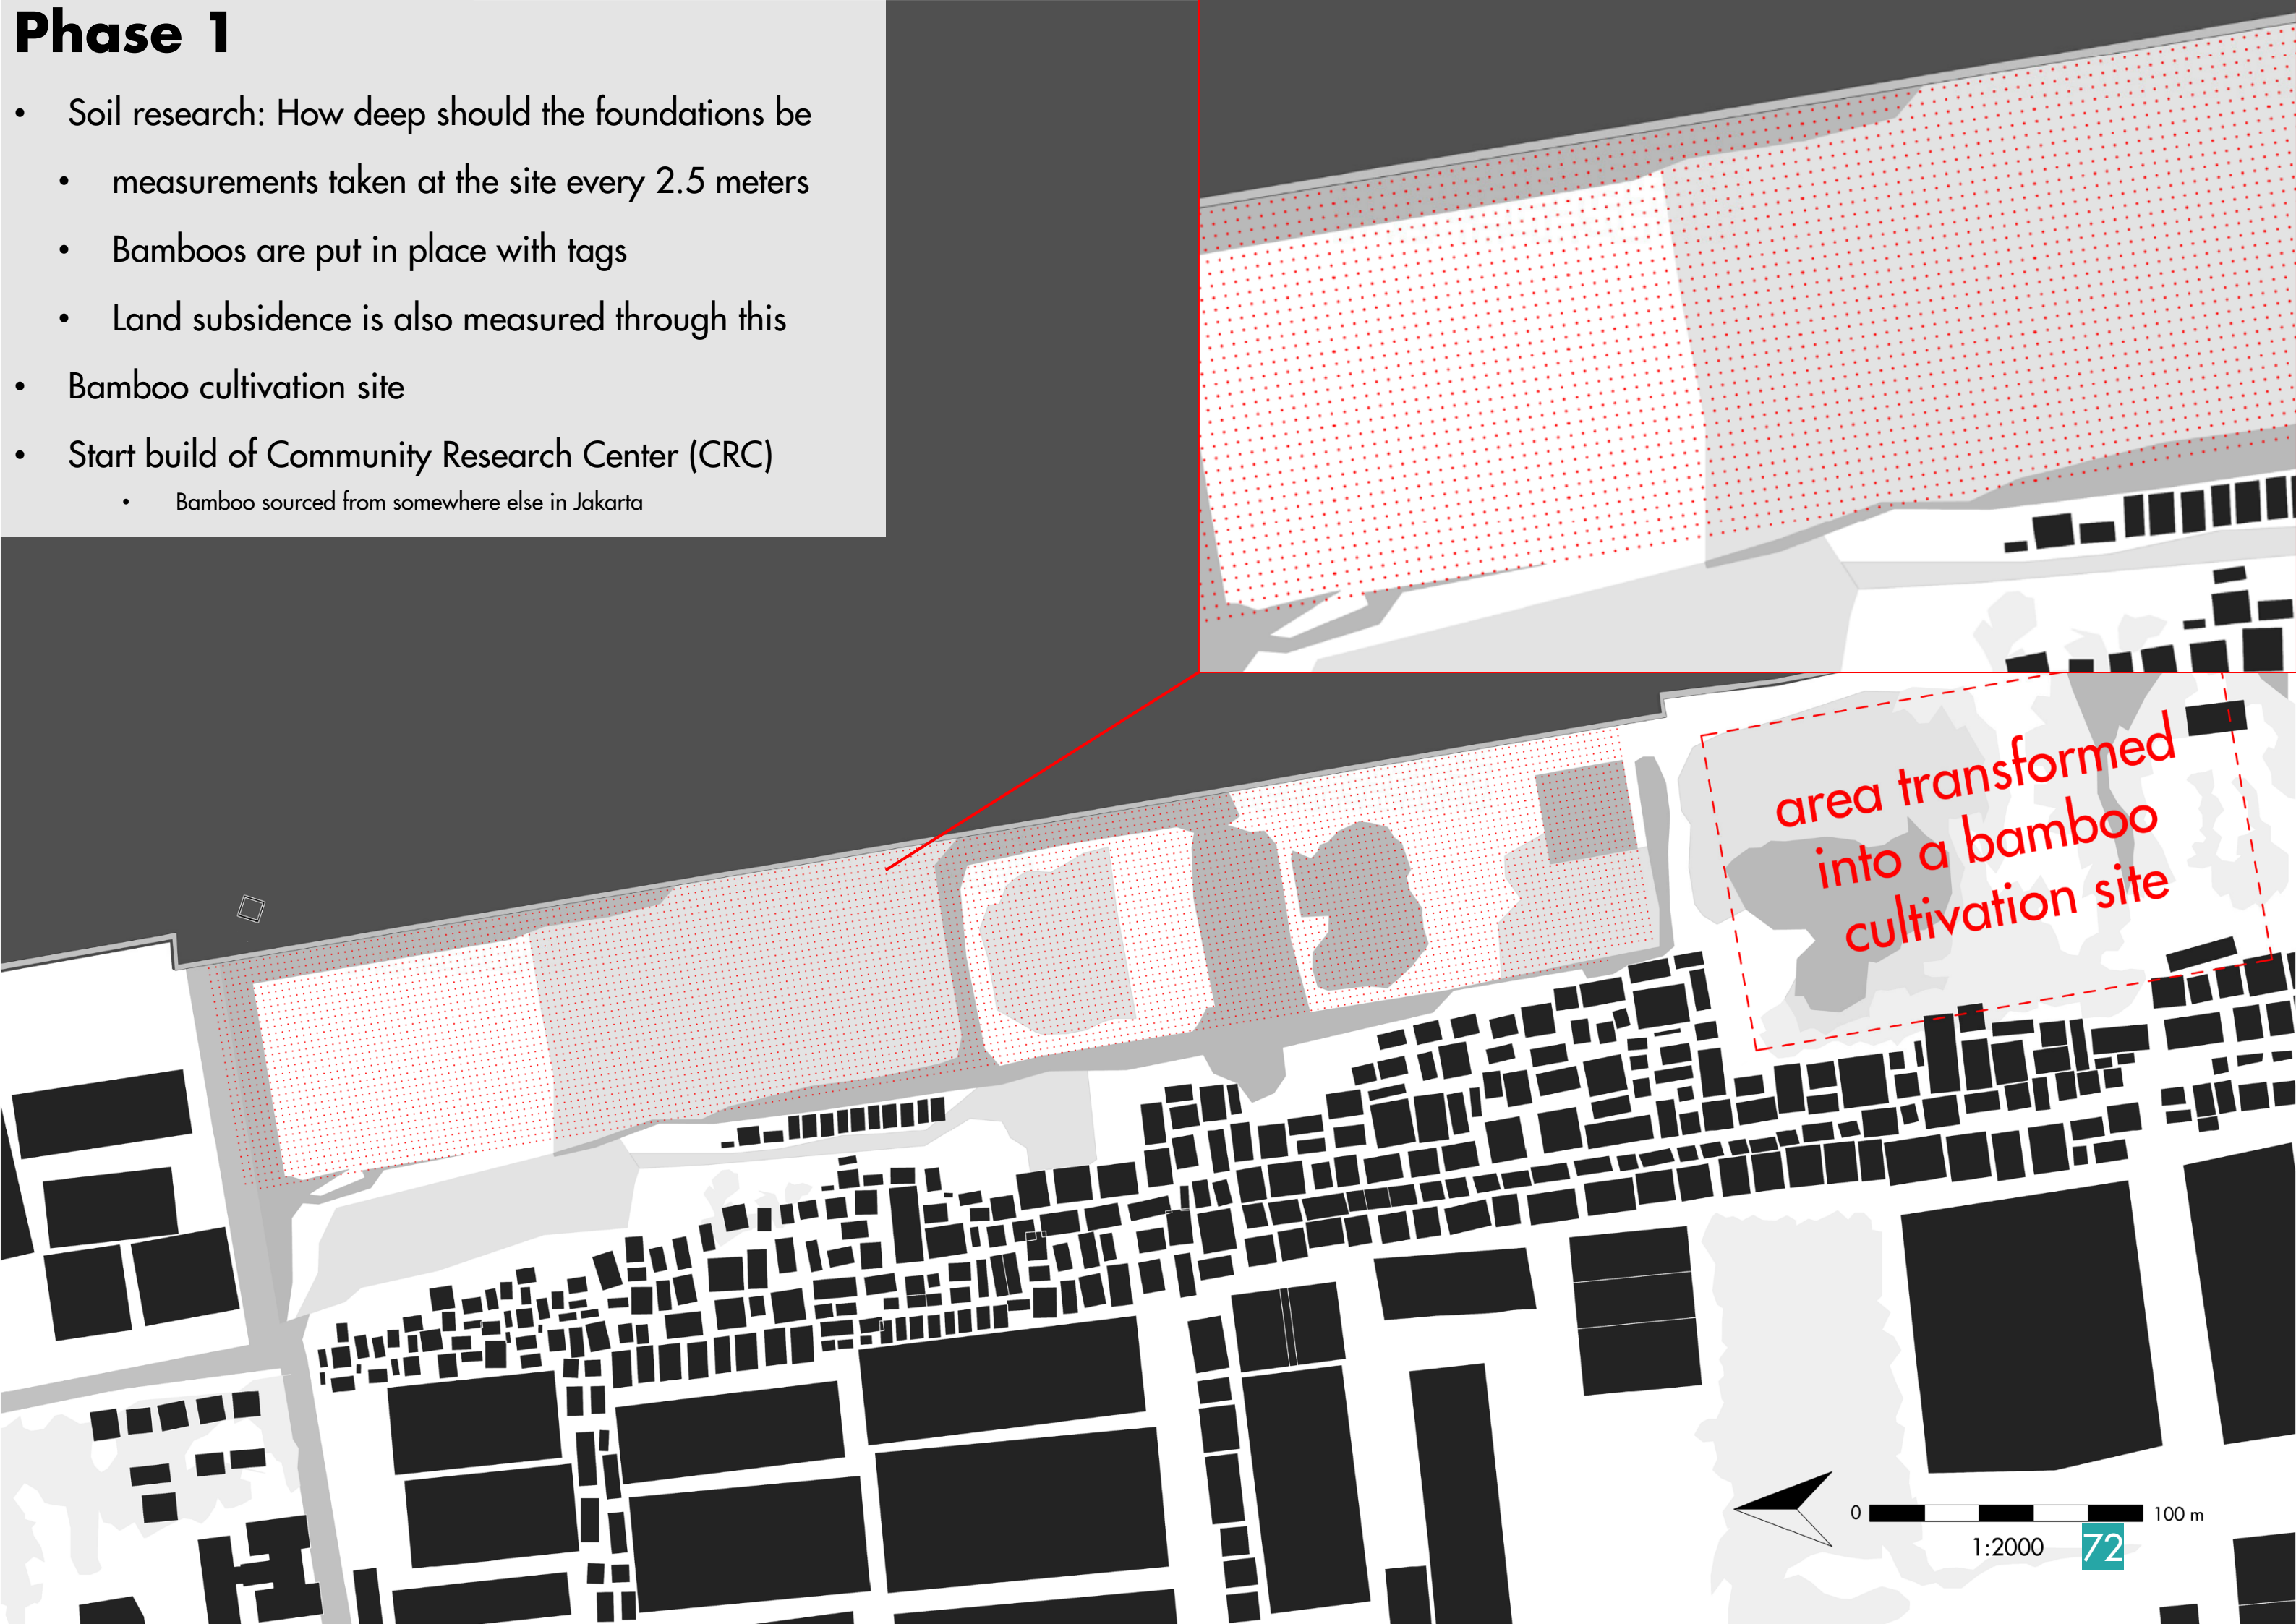 Phase 1
• Soil research: How deep should the foundations be
• measurements taken at the site every 2.5 meters
• Bamboos are put in place with tags
• Land subsidence is also measured through this
• Bamboo cultivation site
• Start build of Community Research Center (CRC)
• Bamboo sourced from somewhere else in Jakarta
area transformed
into a bamboo
cultivation site
0 100 m
1:2000
72